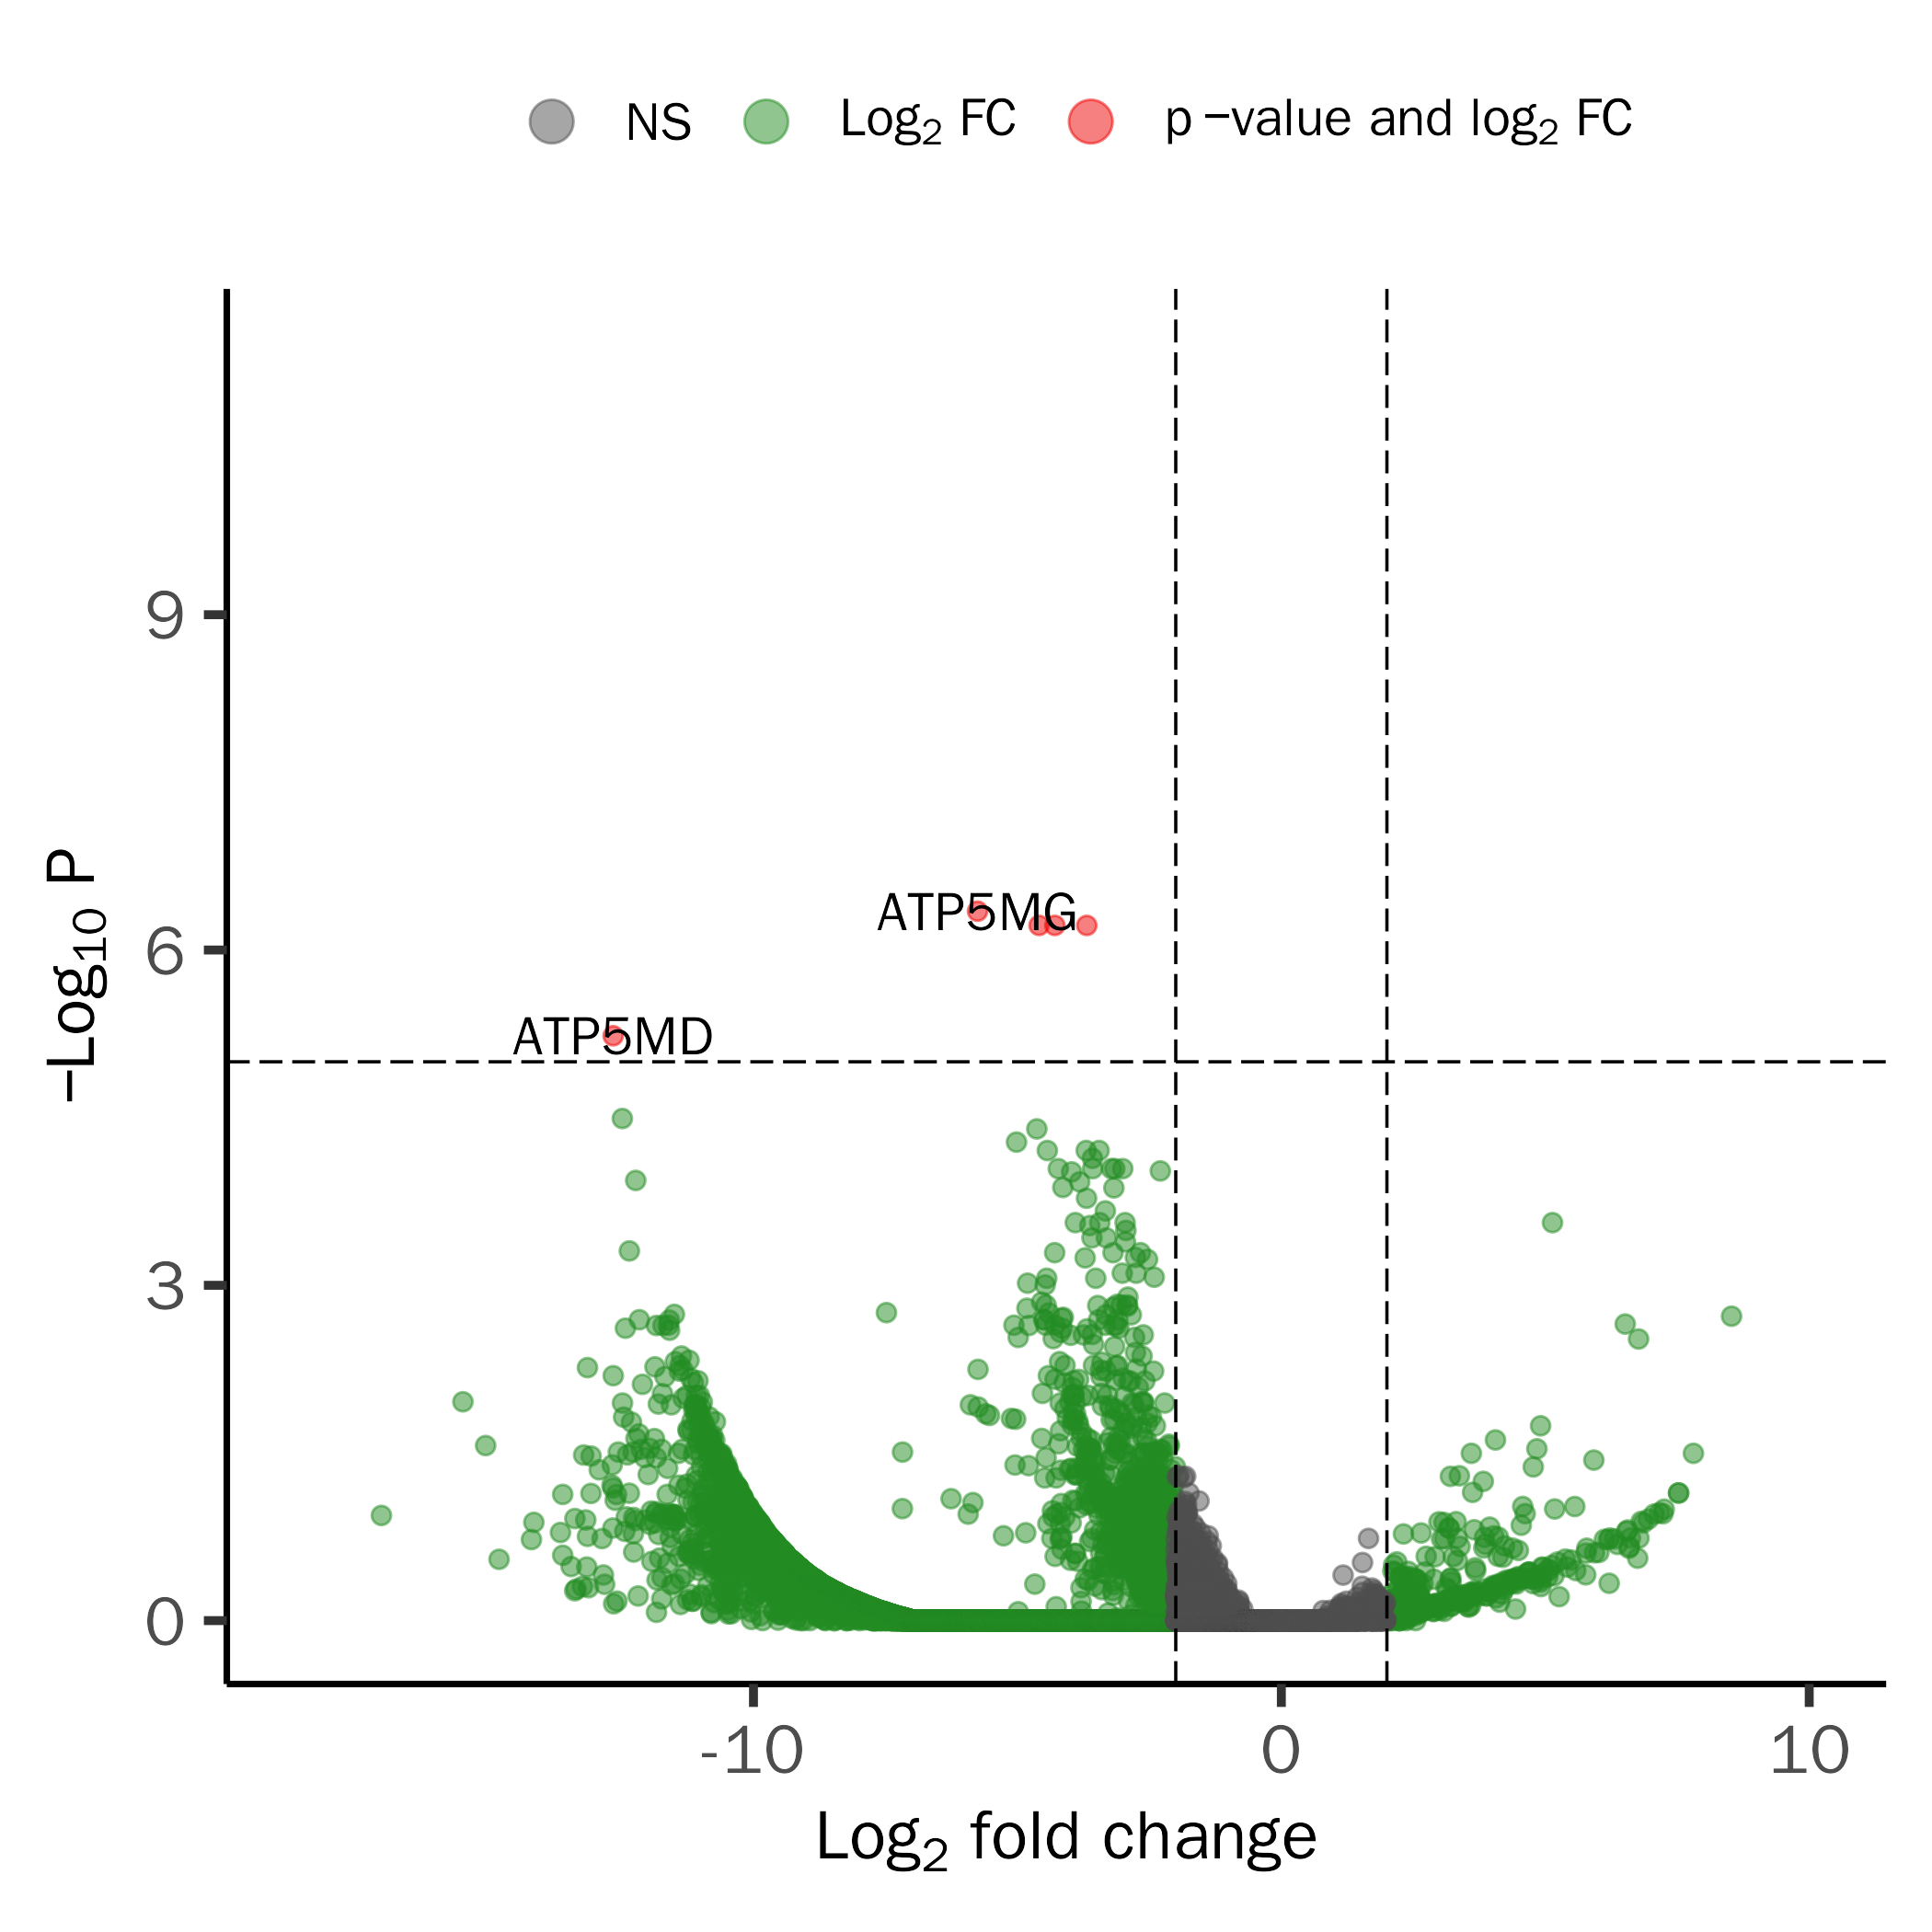 NS Log₂ FC p −value and log₂ FC
9
6
3
0
−Log₁₀ P
ATP5MG
ATP5MD
-10 0 10
Log₂ fold change